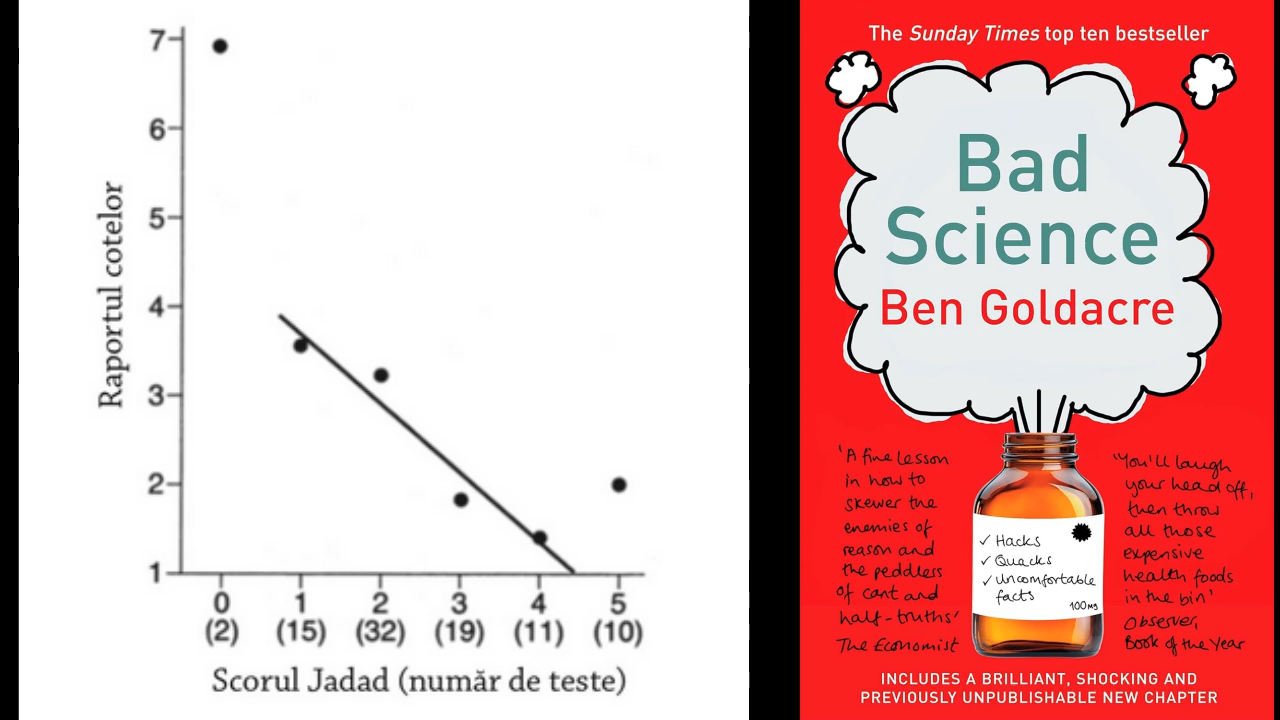 7
6
5
4
3
2
1
Raportul cotelor
0 1 2 3 4 5
(2) (15) (32) (19) (11) (10)
Scorul Jadad (număr de teste)
The Sunday Times top ten bestseller
Bad
Science
Ben Goldacre
'A fine lesson
in how to
skewer the
enemies of
reason and
the peddlers
of cant and
half-truths'
The Economist
✓ Hacks
✓ Quacks
✓ Uncomfortable
facts
100mg
'You'll laugh
your head off,
then throw
all those
expensive
health foods
in the bin'
Observer,
Book of the Year
INCLUDES A BRILLIANT, SHOCKING AND
PREVIOUSLY UNPUBLISHABLE NEW CHAPTER